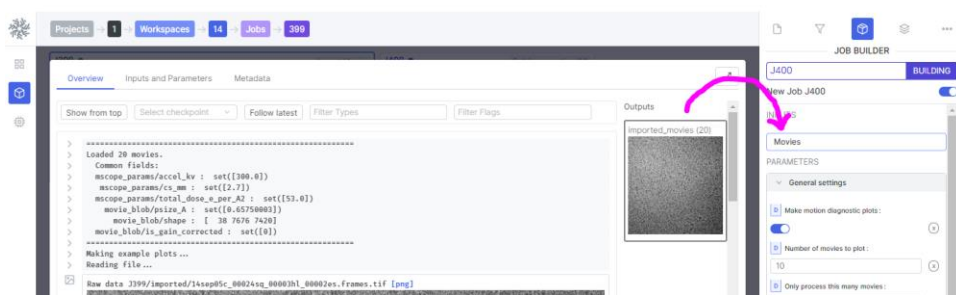 Projects → 1 → Workspaces → 14 → Jobs → 399
Overview Inputs and Parameters Metadata
Show from top Select checkpoint Follow latest Filter Types Filter Flags
Loaded 20 movies.
Common fields:
mscope_params/accel_kv : set([300.0])
mscope_params/cs_mm : set([2.7])
mscope_params/total_dose_e_per_A2 : set([53.0])
movie_blob/psize_A : set([0.65750003])
movie_blob/shape : [ 38 7676 7420]
movie_blob/is_gain_corrected : set([0])
Making example plots ...
Reading file ...
Raw data J399/imported/14sep05c_00024sq_00003hl_00002es.frames.tif [png]
Outputs
imported_movies (20)
JOB BUILDER
J400 BUILDING
New Job J400
Movies
PARAMETERS
General settings
Make motion diagnostic plots :
Number of movies to plot :
10
Only process this many movies :